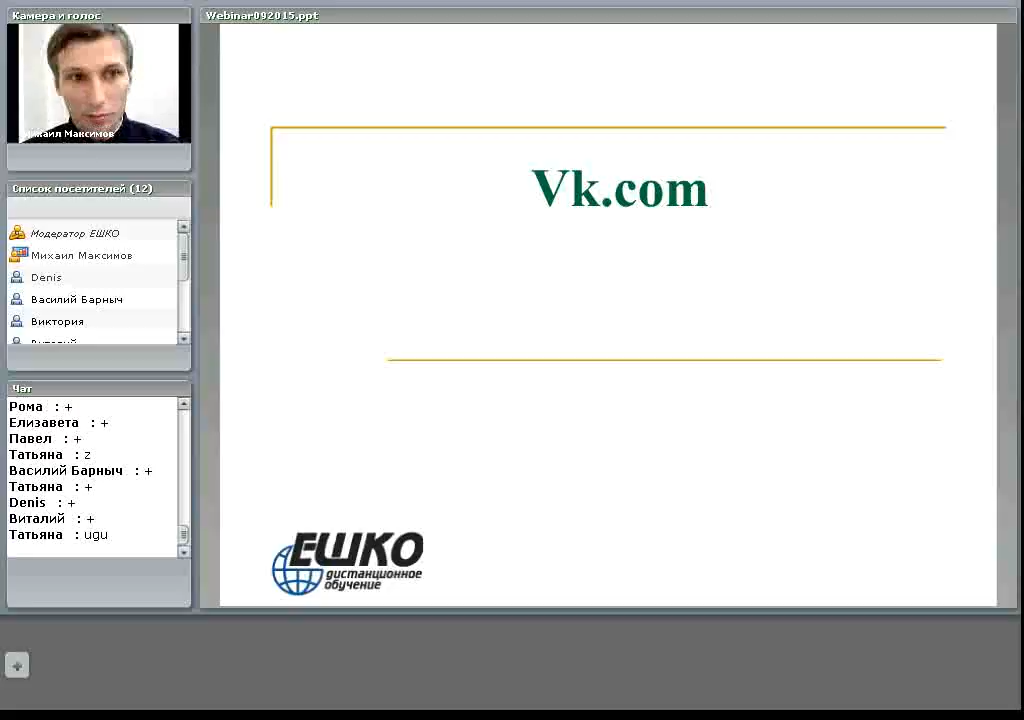 Камера и голос
Михаил Максимов
Список посетителей (12)
Модератор ЕШКО
Михаил Максимов
Denis
Василий Барныч
Виктория
Виталий
Чат
Рома : +
Елизавета : +
Павел : +
Татьяна : z
Василий Барныч : +
Татьяна : +
Denis : +
Виталий : +
Татьяна : ugu
Webinar092015.ppt
Vk.com
ЕШКО
дистанционное
обучение